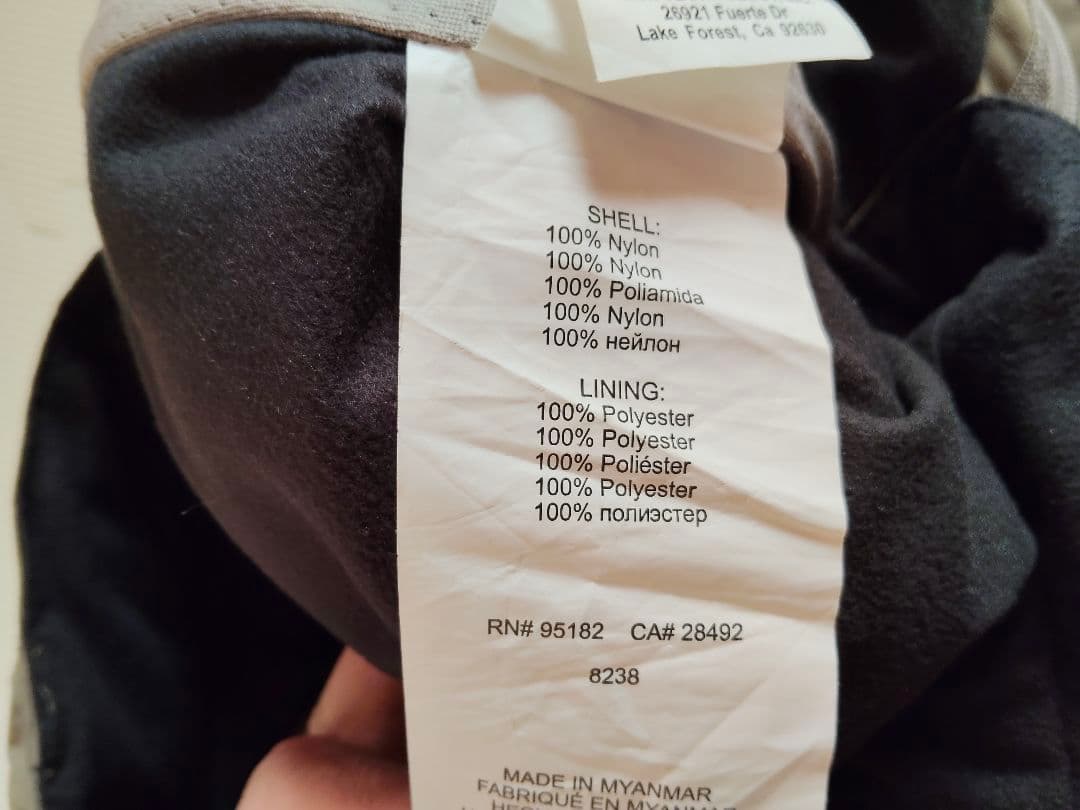 26921 Fuerte Dr
Lake Forest, Ca 92630
SHELL:
100% Nylon
100% Nylon
100% Poliamida
100% Nylon
100% нейлон
LINING:
100% Polyester
100% Polyester
100% Poliéster
100% Polyester
100% полиэстер
RN# 95182 CA# 28492
8238
MADE IN MYANMAR
FABRIQUÉ EN MYANMAR